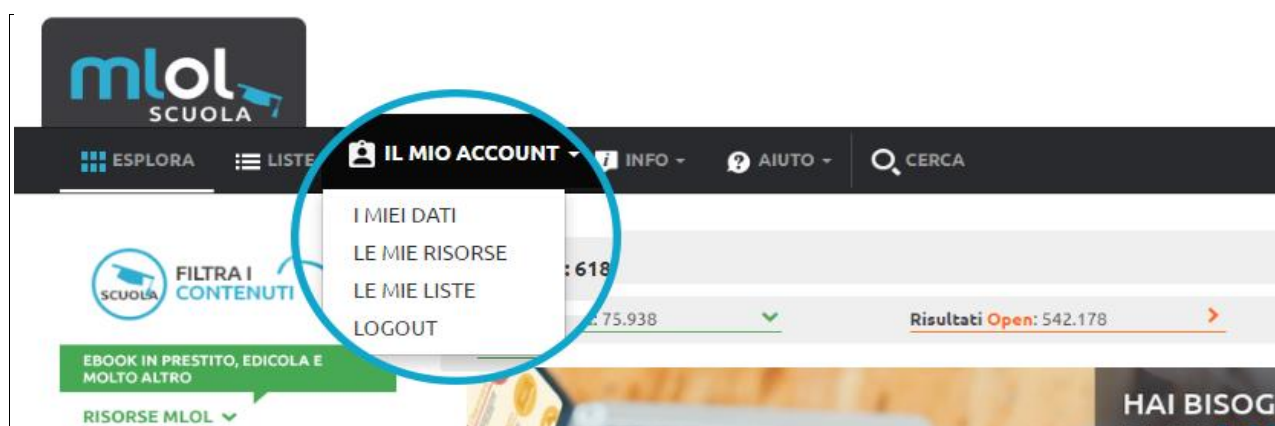 mlol
SCUOLA
ESPLORA LISTE IL MIO ACCOUNT INFO AIUTO CERCA
I MIEI DATI
LE MIE RISORSE
LE MIE LISTE
LOGOUT
SCUOLA
FILTRA I
CONTENUTI
: 618
: 75.938
Risultati Open: 542.178
EBOOK IN PRESTITO, EDICOLA E
MOLTO ALTRO
RISORSE MLOL
HAI BISOG